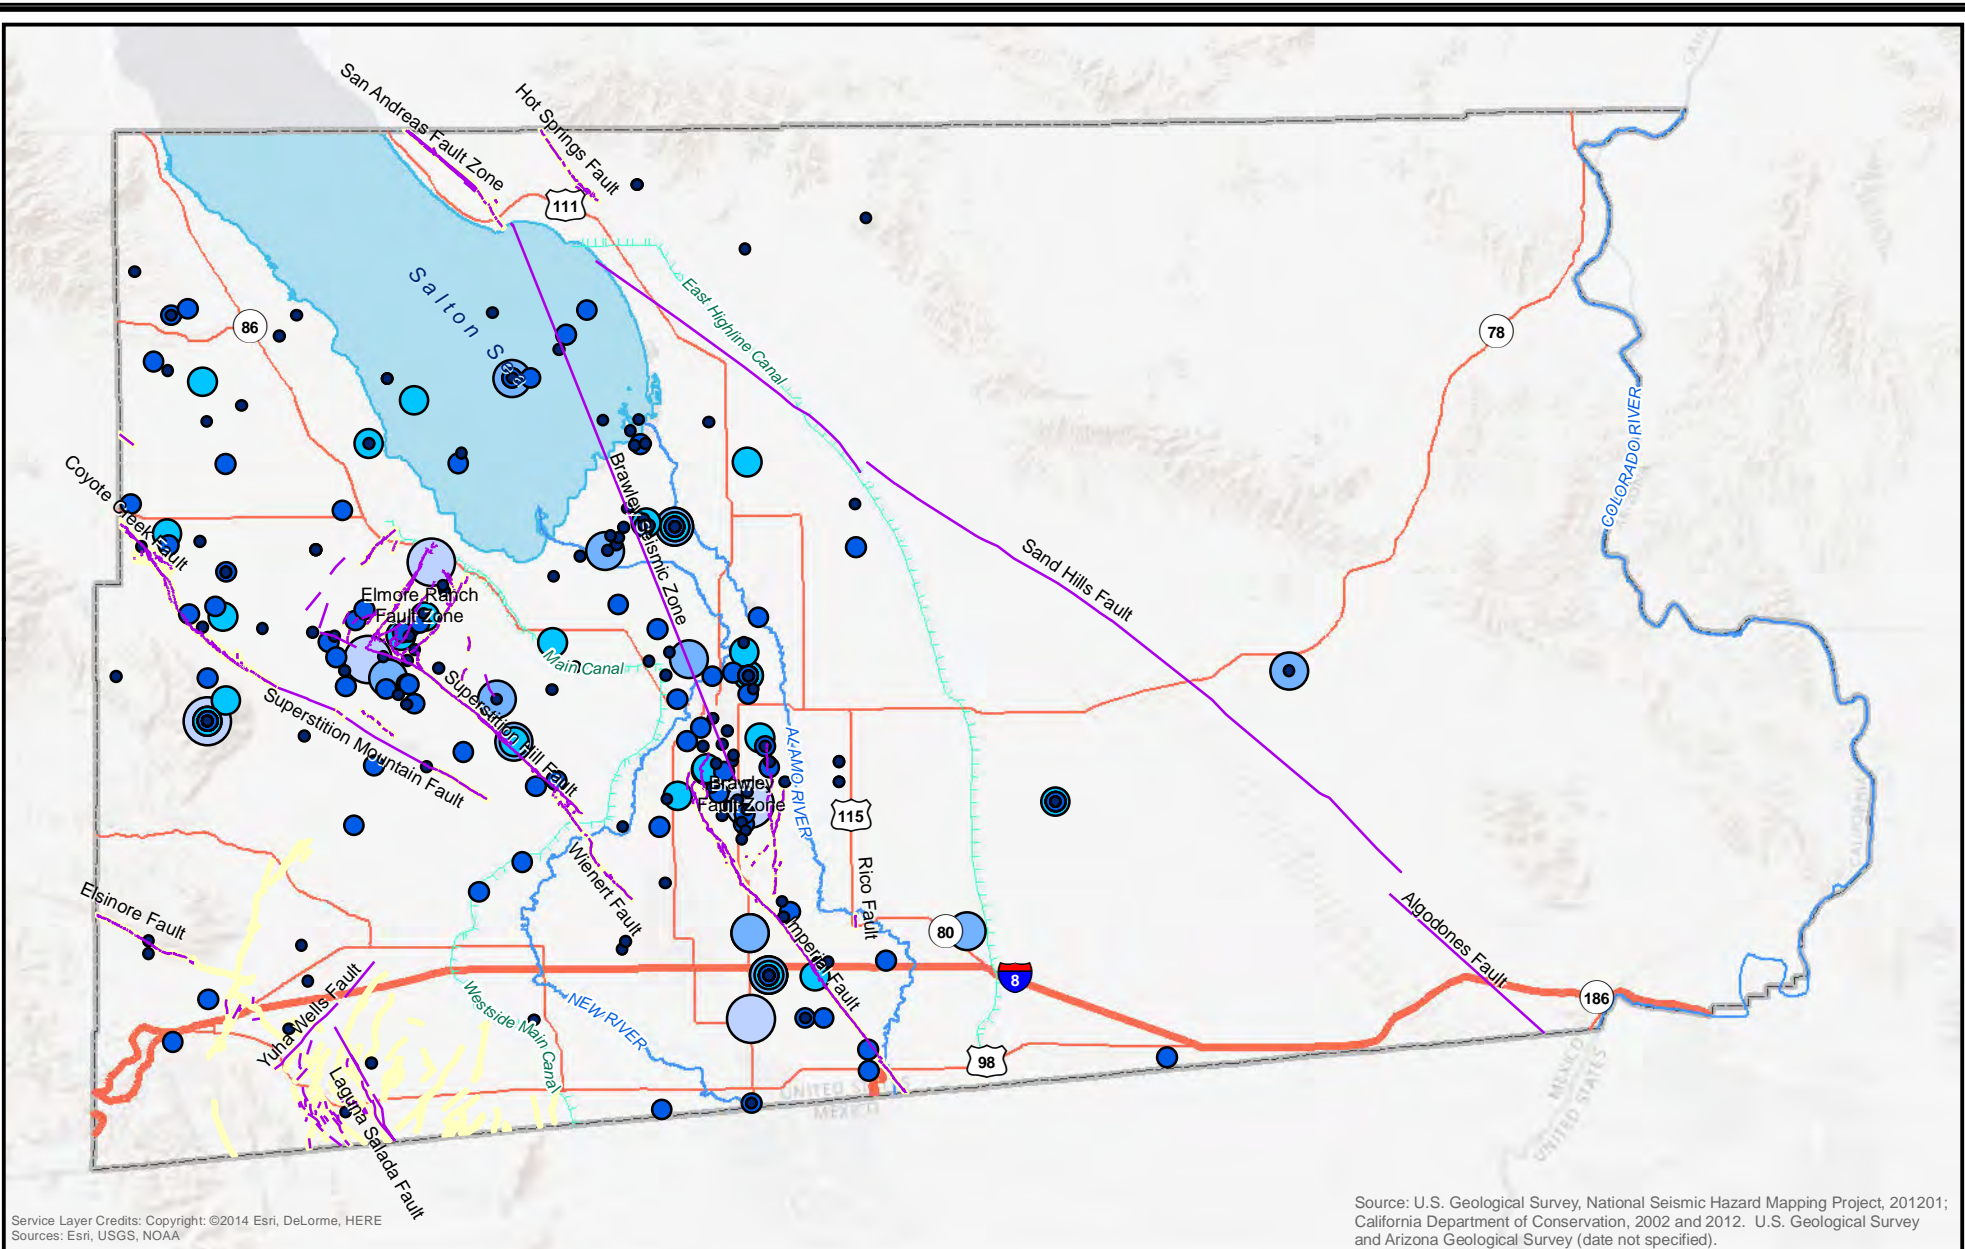 San Andreas Fault Zone
Hot Springs Fault
111
Salton Sea
East Highline Canal
86
78
COLORADO RIVER
Coyote Creek Fault
Brawley Seismic Zone
Sand Hills Fault
Elmore Ranch
Fault Zone
Main Canal
Superstition Hill Fault
Superstition Mountain Fault
ALAMO RIVER
Brawley
Fault Zone
115
CALIFORNIA
Wienert Fault
Rico Fault
Elsinore Fault
80
Algodones Fault
Imperial Fault
8
186
Yuha Wells Fault
Westside Main Canal
NEW RIVER
98
Laguna Salada Fault
UNITED STATES
MEXICO
MEXICO
UNITED STATES
Service Layer Credits: Copyright: ©2014 Esri, DeLorme, HERE
Sources: Esri, USGS, NOAA
Source: U.S. Geological Survey, National Seismic Hazard Mapping Project, 201201;
California Department of Conservation, 2002 and 2012.  U.S. Geological Survey
and Arizona Geological Survey (date not specified).